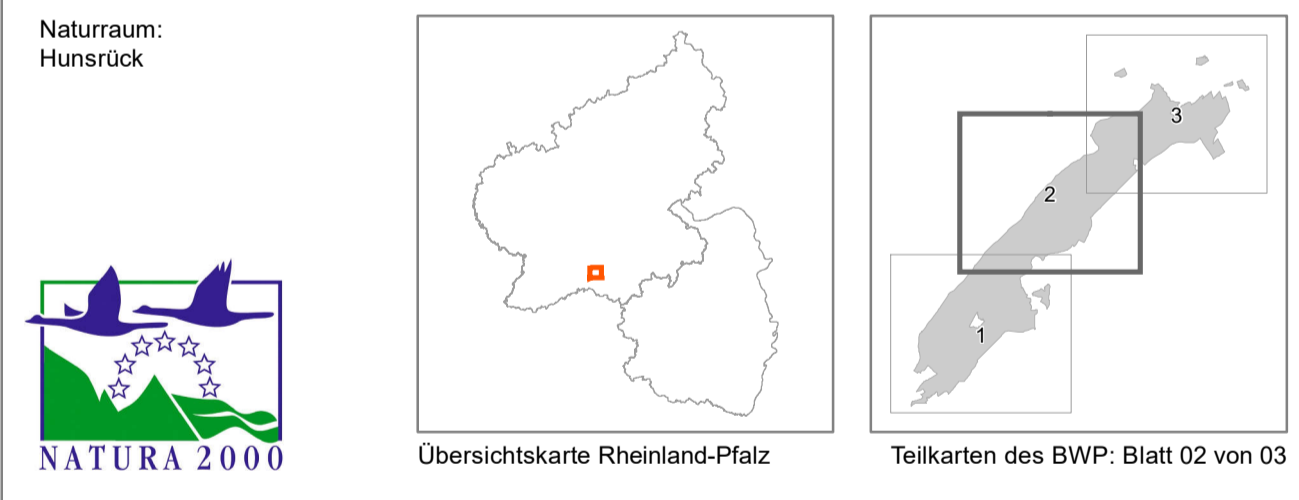 Naturraum:
Hunsrück
NATURA 2000
Übersichtskarte Rheinland-Pfalz
3
2
1
Teilkarten des BWP: Blatt 02 von 03